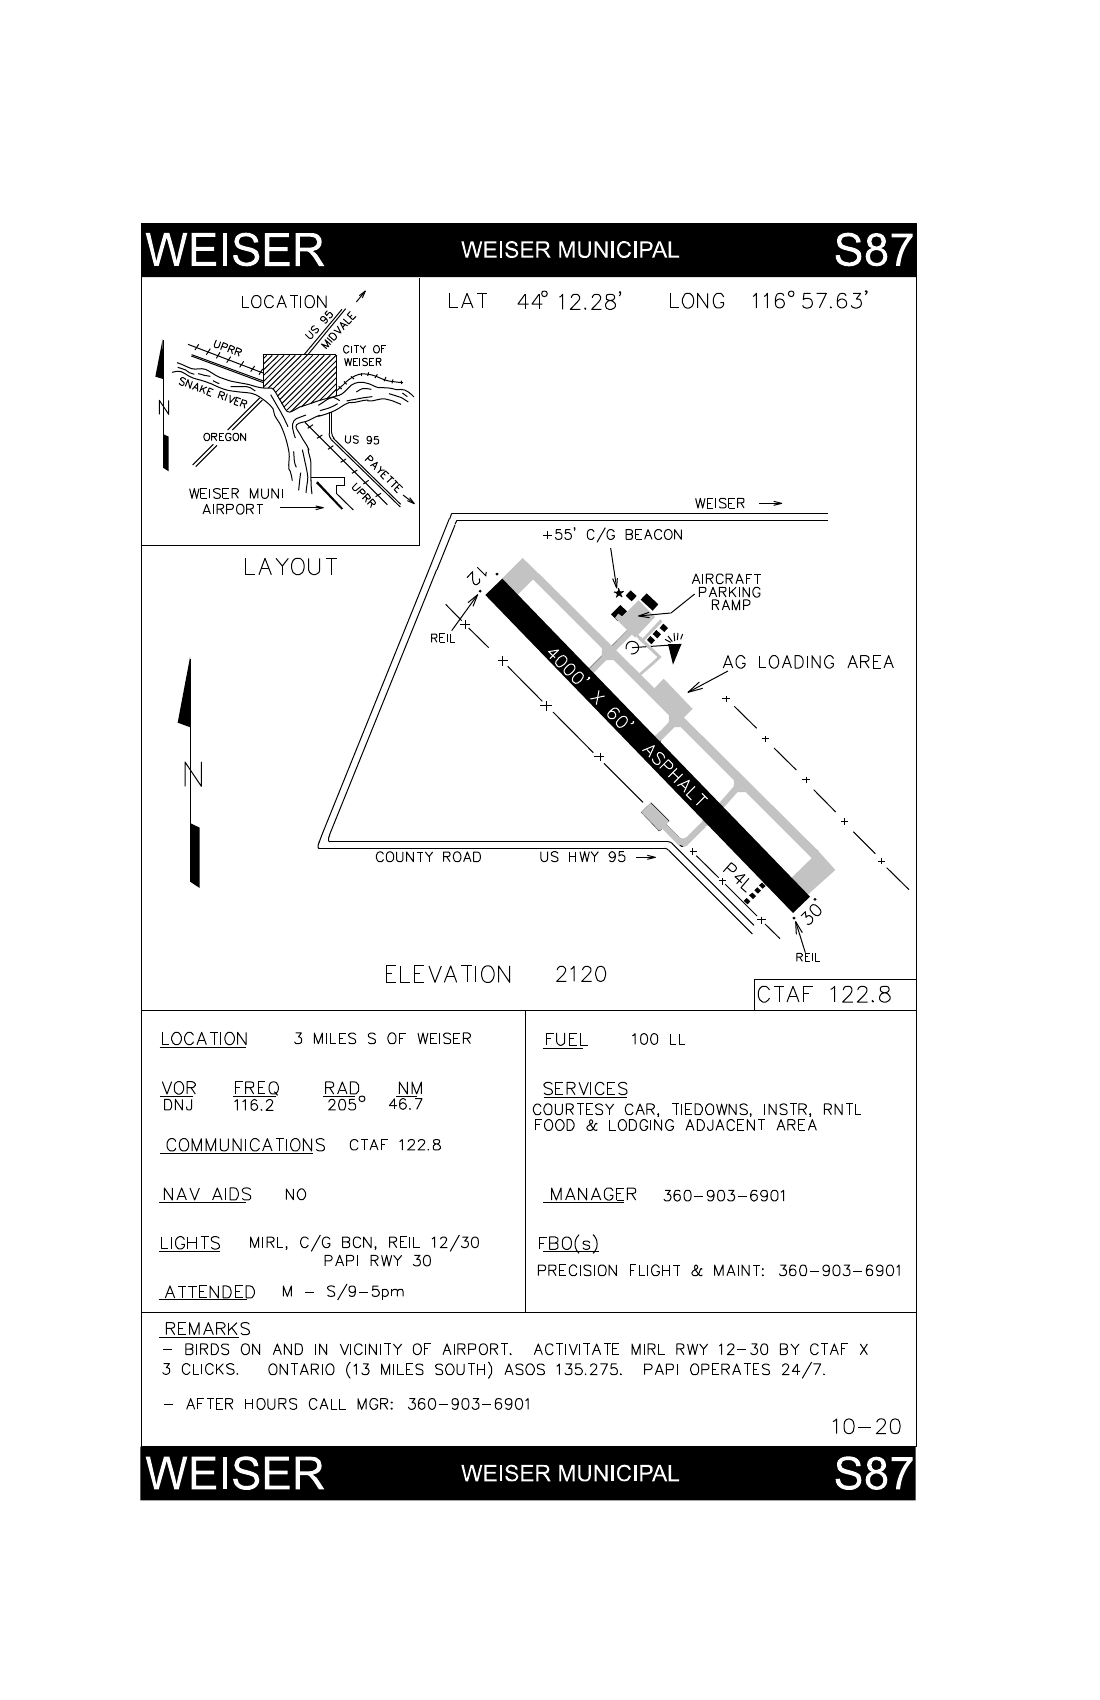 WEISER WEISER MUNICIPAL S87
LOCATION
US 95
MIDVALE
UPRR
CITY OF
WEISER
SNAKE RIVER
N
OREGON
US 95
PAYETTE
UPRR
WEISER MUNI
AIRPORT
LAT 44° 12.28' LONG 116° 57.63'
LAYOUT
WEISER
+55' C/G BEACON
12
AIRCRAFT
PARKING
RAMP
REIL
4000' X 60' ASPHALT
AG LOADING AREA
N
COUNTY ROAD US HWY 95
P4L
30
REIL
ELEVATION 2120
CTAF 122.8
LOCATION 3 MILES S OF WEISER
VOR FREQ RAD NM
DNJ 116.2 205° 46.7
COMMUNICATIONS CTAF 122.8
NAV AIDS NO
LIGHTS MIRL, C/G BCN, REIL 12/30
PAPI RWY 30
ATTENDED M - S/9-5pm
FUEL 100 LL
SERVICES
COURTESY CAR, TIEDOWNS, INSTR, RNTL
FOOD & LODGING ADJACENT AREA
MANAGER 360-903-6901
FBO(s)
PRECISION FLIGHT & MAINT: 360-903-6901
REMARKS
- BIRDS ON AND IN VICINITY OF AIRPORT. ACTIVITATE MIRL RWY 12-30 BY CTAF X
3 CLICKS. ONTARIO (13 MILES SOUTH) ASOS 135.275. PAPI OPERATES 24/7.
- AFTER HOURS CALL MGR: 360-903-6901
10-20
WEISER WEISER MUNICIPAL S87